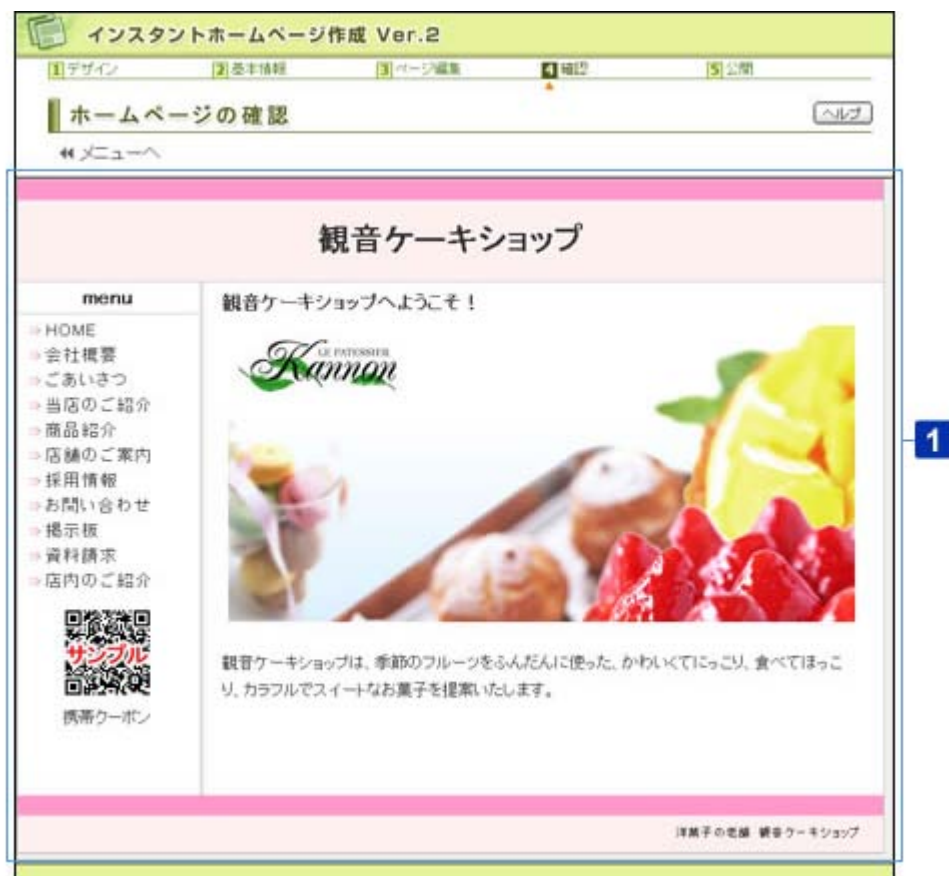 インスタントホームページ作成 Ver.2
1 デザイン 2 基本情報 3 ページ編集 4 確認 5 公開
ホームページの確認
ヘルプ
メニューへ
観音ケーキショップ
menu
HOME
会社概要
ごあいさつ
当店のご紹介
商品紹介
店舗のご案内
採用情報
お問い合わせ
掲示板
資料請求
店内のご紹介
サンプル
携帯クーポン
観音ケーキショップへようこそ！
LE PATESSIER
Kannon
観音ケーキショップは、季節のフルーツをふんだんに使った、かわいくてにっこり、食べてほっこ
り、カラフルでスイートなお菓子を提案いたします。
洋菓子の老舗 観音ケーキショップ
1